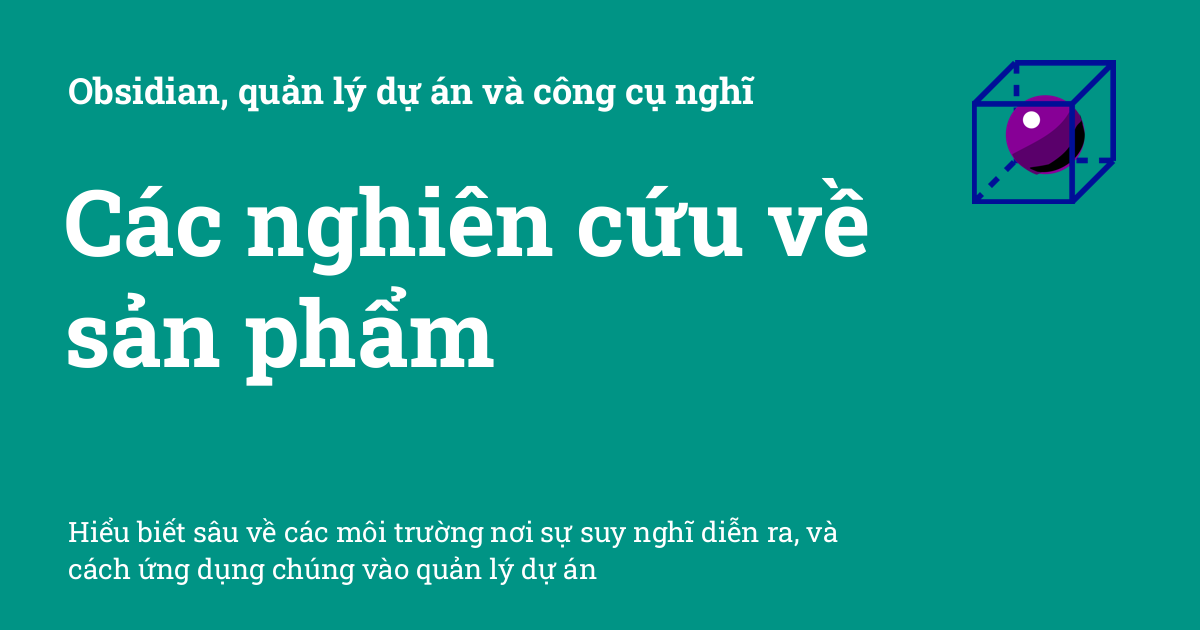 Obsidian, quản lý dự án và công cụ nghĩ
Các nghiên cứu về
sản phẩm
Hiểu biết sâu về các môi trường nơi sự suy nghĩ diễn ra, và
cách ứng dụng chúng vào quản lý dự án